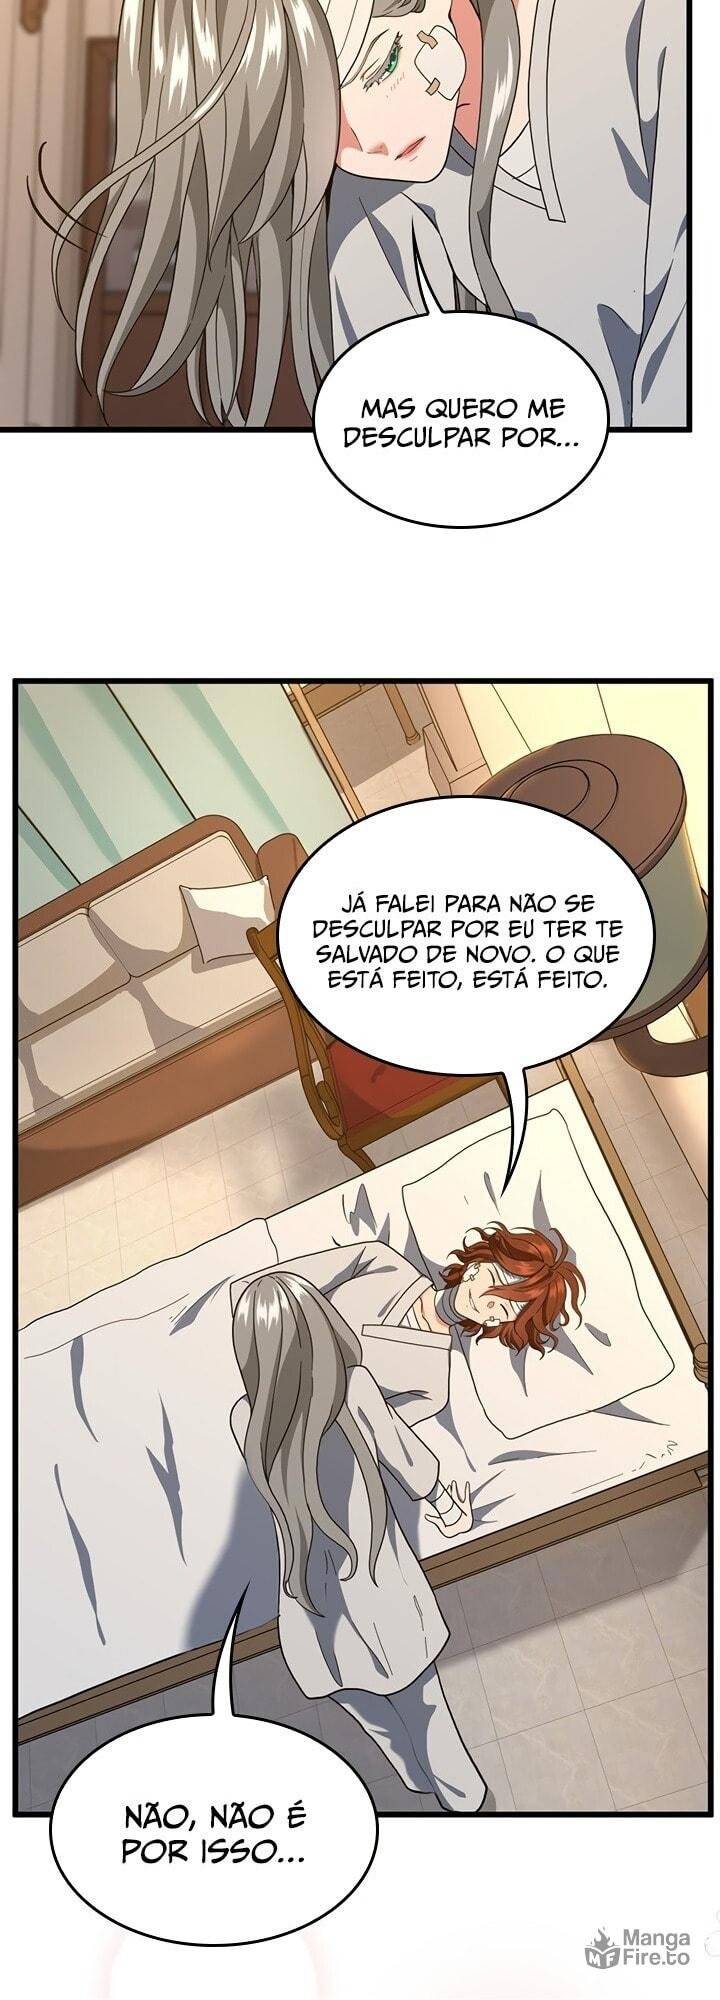 MAS QUERO ME
DESCULPAR POR...
JÁ FALEI PARA NÃO SE
DESCULPAR POR EU TER TE
SALVADO DE NOVO. O QUE
ESTÁ FEITO, ESTÁ FEITO.
NÃO, NÃO É
POR ISSO...
Manga
MF Fire.to